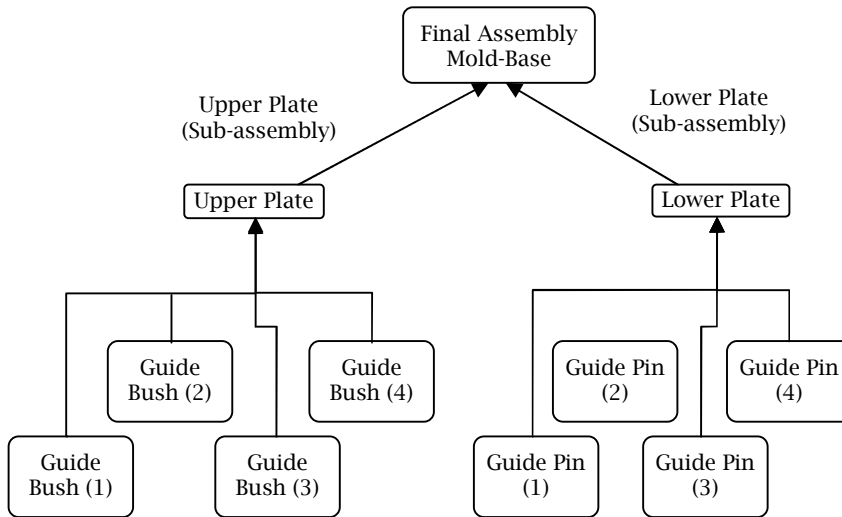 Final Assembly
Mold-Base
Upper Plate
(Sub-assembly)
Lower Plate
(Sub-assembly)
Upper Plate
Lower Plate
Guide
Bush (2)
Guide
Bush (4)
Guide Pin
(2)
Guide Pin
(4)
Guide
Bush (1)
Guide
Bush (3)
Guide Pin
(1)
Guide Pin
(3)